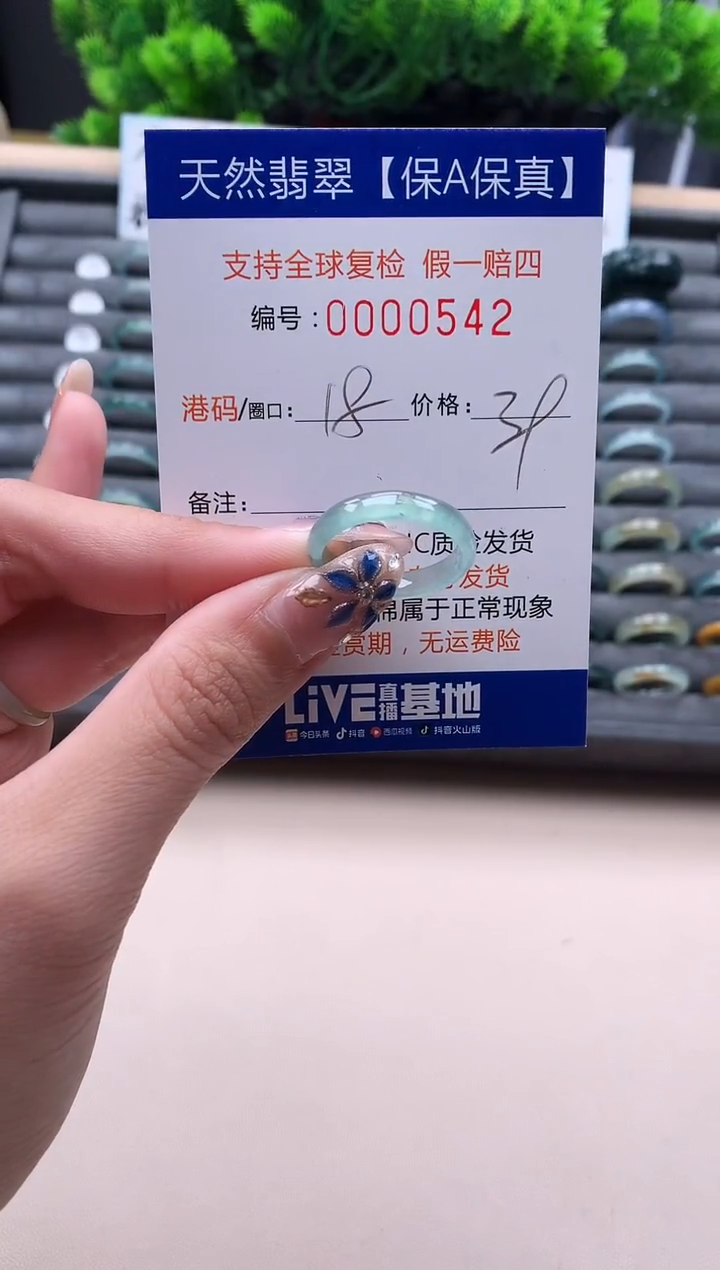 天然翡翠【保A保真】
支持全球复检 假一赔四
编号:0000542
港码/圈口: 18 价格:
备注:
IC质检发货
发货
棉属于正常现象
赏期，无运费险
LiVE直播基地
今日头条 抖音 西瓜视频 抖音火山版